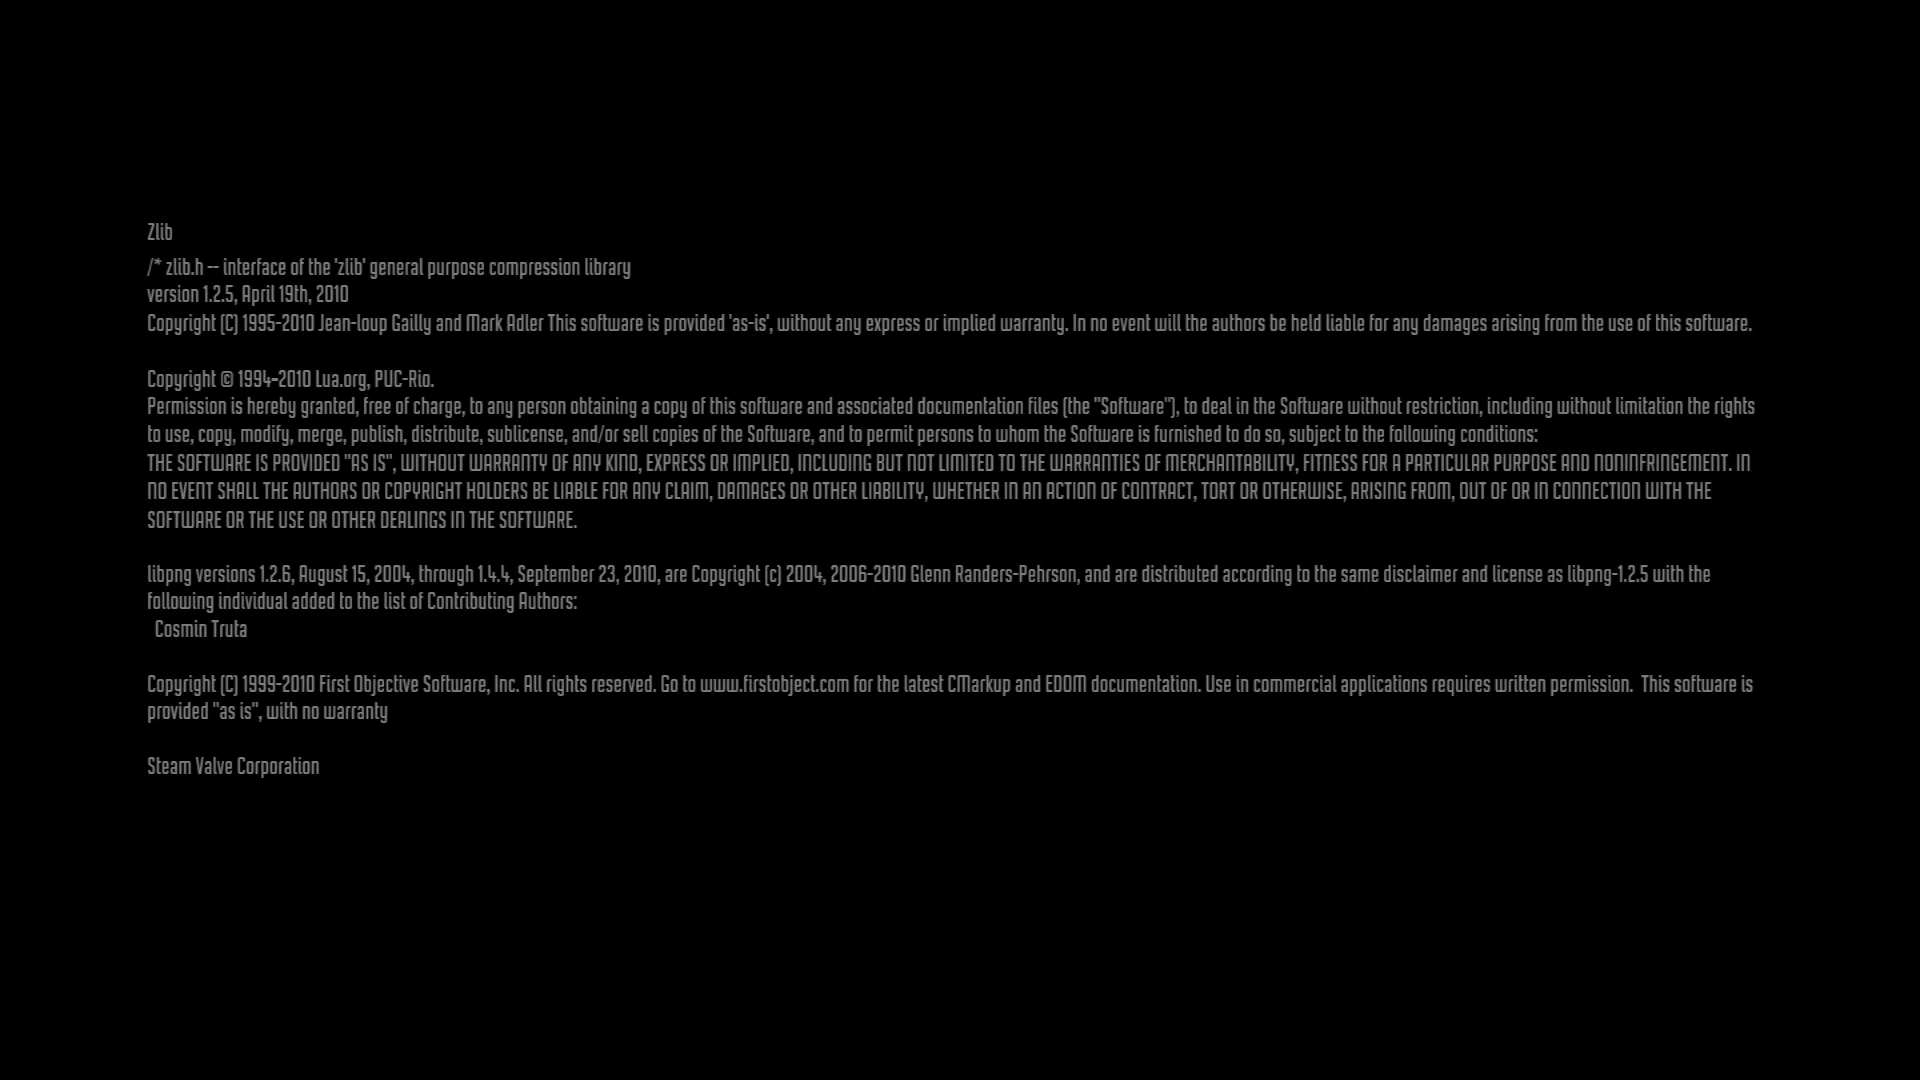 Zlib
/* zlib.h -- interface of the 'zlib' general purpose compression library
version 1.2.5, April 19th, 2010
Copyright (C) 1995-2010 Jean-loup Gailly and Mark Adler This software is provided 'as-is', without any express or implied warranty. In no event will the authors be held liable for any damages arising from the use of this software.
Copyright © 1994–2010 Lua.org, PUC-Rio.
Permission is hereby granted, free of charge, to any person obtaining a copy of this software and associated documentation files (the "Software"), to deal in the Software without restriction, including without limitation the rights
to use, copy, modify, merge, publish, distribute, sublicense, and/or sell copies of the Software, and to permit persons to whom the Software is furnished to do so, subject to the following conditions:
THE SOFTWARE IS PROVIDED "AS IS", WITHOUT WARRANTY OF ANY KIND, EXPRESS OR IMPLIED, INCLUDING BUT NOT LIMITED TO THE WARRANTIES OF MERCHANTABILITY, FITNESS FOR A PARTICULAR PURPOSE AND NONINFRINGEMENT. IN
NO EVENT SHALL THE AUTHORS OR COPYRIGHT HOLDERS BE LIABLE FOR ANY CLAIM, DAMAGES OR OTHER LIABILITY, WHETHER IN AN ACTION OF CONTRACT, TORT OR OTHERWISE, ARISING FROM, OUT OF OR IN CONNECTION WITH THE
SOFTWARE OR THE USE OR OTHER DEALINGS IN THE SOFTWARE.
libpng versions 1.2.6, August 15, 2004, through 1.4.4, September 23, 2010, are Copyright (c) 2004, 2006-2010 Glenn Randers-Pehrson, and are distributed according to the same disclaimer and license as libpng-1.2.5 with the
following individual added to the list of Contributing Authors:
Cosmin Truta
Copyright (C) 1999-2010 First Objective Software, Inc. All rights reserved. Go to www.firstobject.com for the latest CMarkup and EDOM documentation. Use in commercial applications requires written permission.  This software is
provided "as is", with no warranty
Steam Valve Corporation